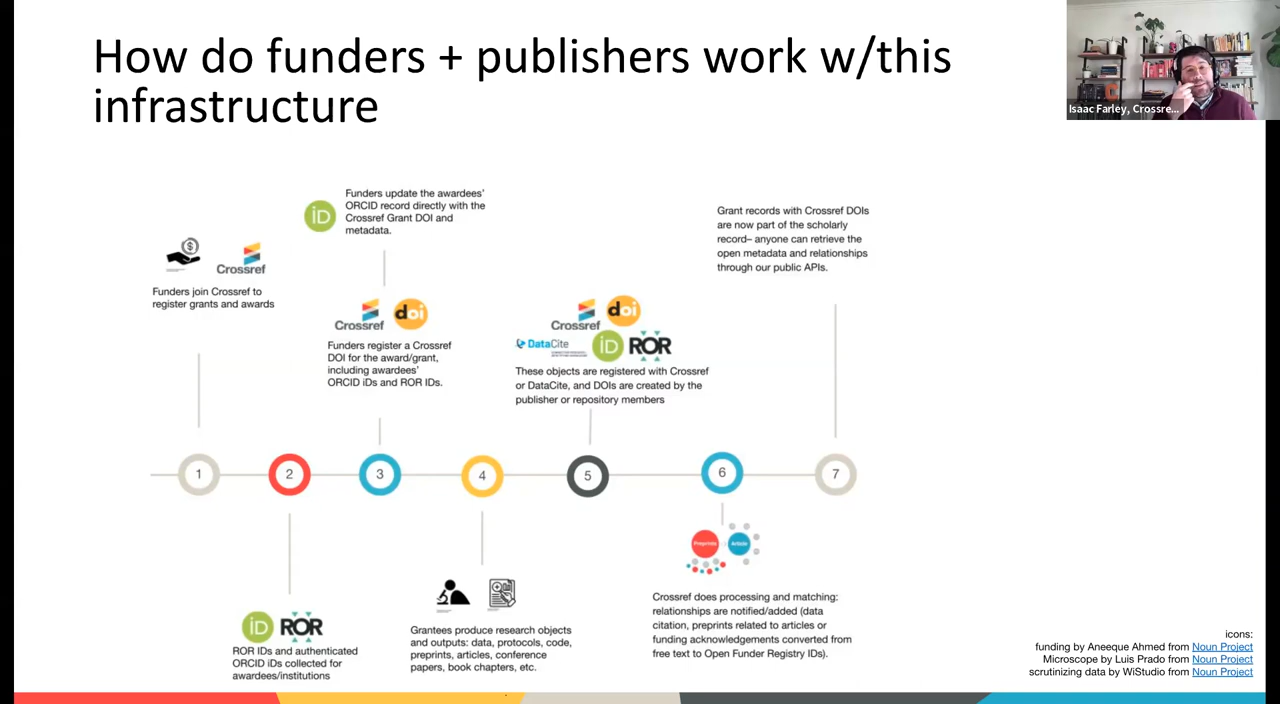 How do funders + publishers work w/this
infrastructure
Isaac Farley, Crossre...
iD
Funders update the awardees'
ORCID record directly with the
Crossref Grant DOI and
metadata.
Grant records with Crossref DOIs
are now part of the scholarly
record– anyone can retrieve the
open metadata and relationships
through our public APIs.
$
Crossref
Funders join Crossref to
register grants and awards
Crossref
doi
Funders register a Crossref
DOI for the award/grant,
including awardees'
ORCID iDs and ROR IDs.
Crossref
doi
DataCite
iD
ROR
These objects are registered with Crossref
or DataCite, and DOIs are created by the
publisher or repository members
1
2
3
4
5
6
7
iD
ROR
ROR IDs and authenticated
ORCID iDs collected for
awardees/institutions
Grantees produce research objects
and outputs: data, protocols, code,
preprints, articles, conference
papers, book chapters, etc.
Preprints
Article
Crossref does processing and matching:
relationships are notified/added (data
citation, preprints related to articles or
funding acknowledgements converted from
free text to Open Funder Registry IDs).
icons:
funding by Aneeque Ahmed from Noun Project
Microscope by Luis Prado from Noun Project
scrutinizing data by WiStudio from Noun Project